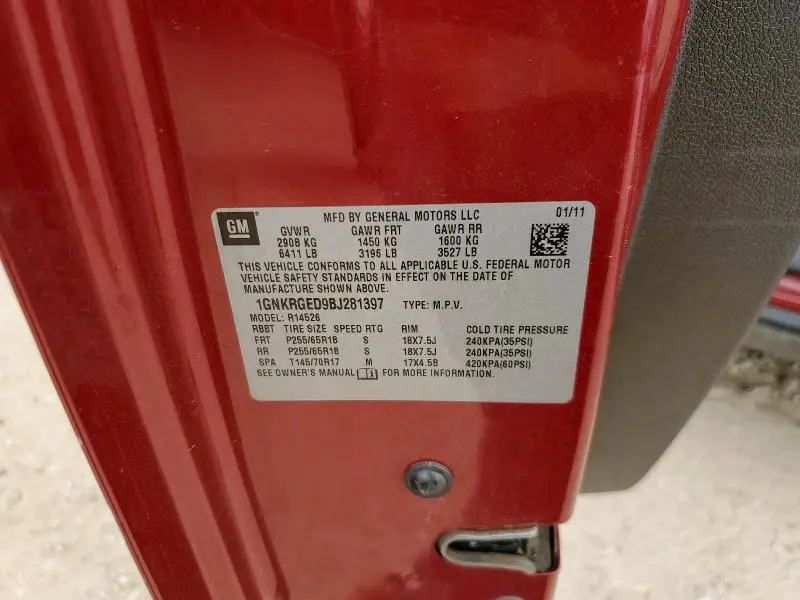 GM
MFD BY GENERAL MOTORS LLC 01/11
GVWR GAWR FRT GAWR RR
2908 KG 1450 KG 1600 KG
6411 LB 3196 LB 3527 LB
THIS VEHICLE CONFORMS TO ALL APPLICABLE U.S. FEDERAL MOTOR
VEHICLE SAFETY STANDARDS IN EFFECT ON THE DATE OF
MANUFACTURE SHOWN ABOVE.
1GNKRGED9BJ281397 TYPE: M.P.V.
MODEL: R14526
RBBT TIRE SIZE SPEED RTG RIM COLD TIRE PRESSURE
FRT P255/65R18 S 18X7.5J 240KPA(35PSI)
RR P255/65R18 S 18X7.5J 240KPA(35PSI)
SPA T145/70R17 M 17X4.5B 420KPA(60PSI)
SEE OWNER'S MANUAL i FOR MORE INFORMATION.